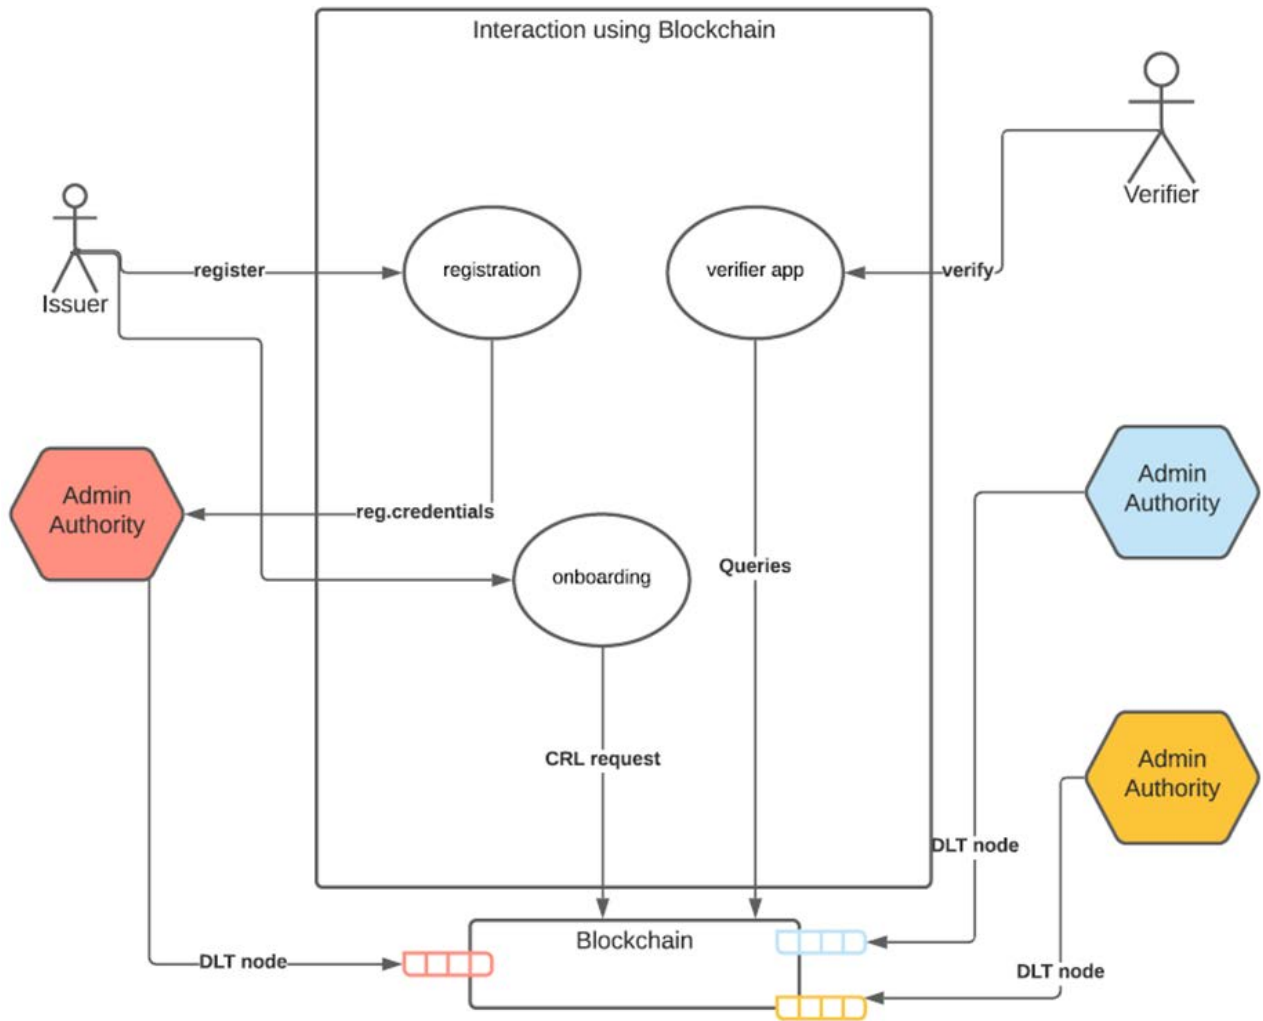 Interaction using Blockchain
Verifier
Issuer
register
registration
verifier app
verify
Admin
Authority
reg.credentials
Admin
Authority
onboarding
Queries
CRL request
Admin
Authority
DLT node
Blockchain
DLT node
DLT node